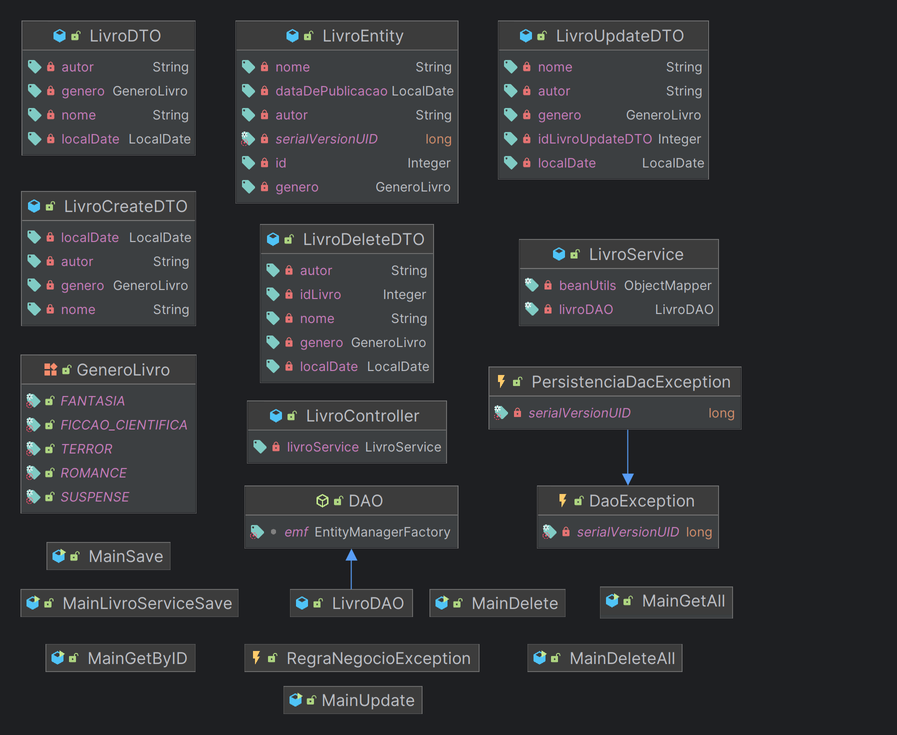 LivroDTO
autor String
genero GeneroLivro
nome String
localDate LocalDate
LivroEntity
nome String
dataDePublicacao LocalDate
autor String
serialVersionUID long
id Integer
genero GeneroLivro
LivroUpdateDTO
nome String
autor String
genero GeneroLivro
idLivroUpdateDTO Integer
localDate LocalDate
LivroCreateDTO
localDate LocalDate
autor String
genero GeneroLivro
nome String
LivroDeleteDTO
autor String
idLivro Integer
nome String
genero GeneroLivro
localDate LocalDate
LivroService
beanUtils ObjectMapper
livroDAO LivroDAO
GeneroLivro
FANTASIA
FICCAO_CIENTIFICA
TERROR
ROMANCE
SUSPENSE
LivroController
livroService LivroService
PersistenciaDacException
serialVersionUID long
DAO
emf EntityManagerFactory
DaoException
serialVersionUID long
MainSave
MainLivroServiceSave
LivroDAO
MainDelete
MainGetAll
MainGetByID
RegraNegocioException
MainDeleteAll
MainUpdate